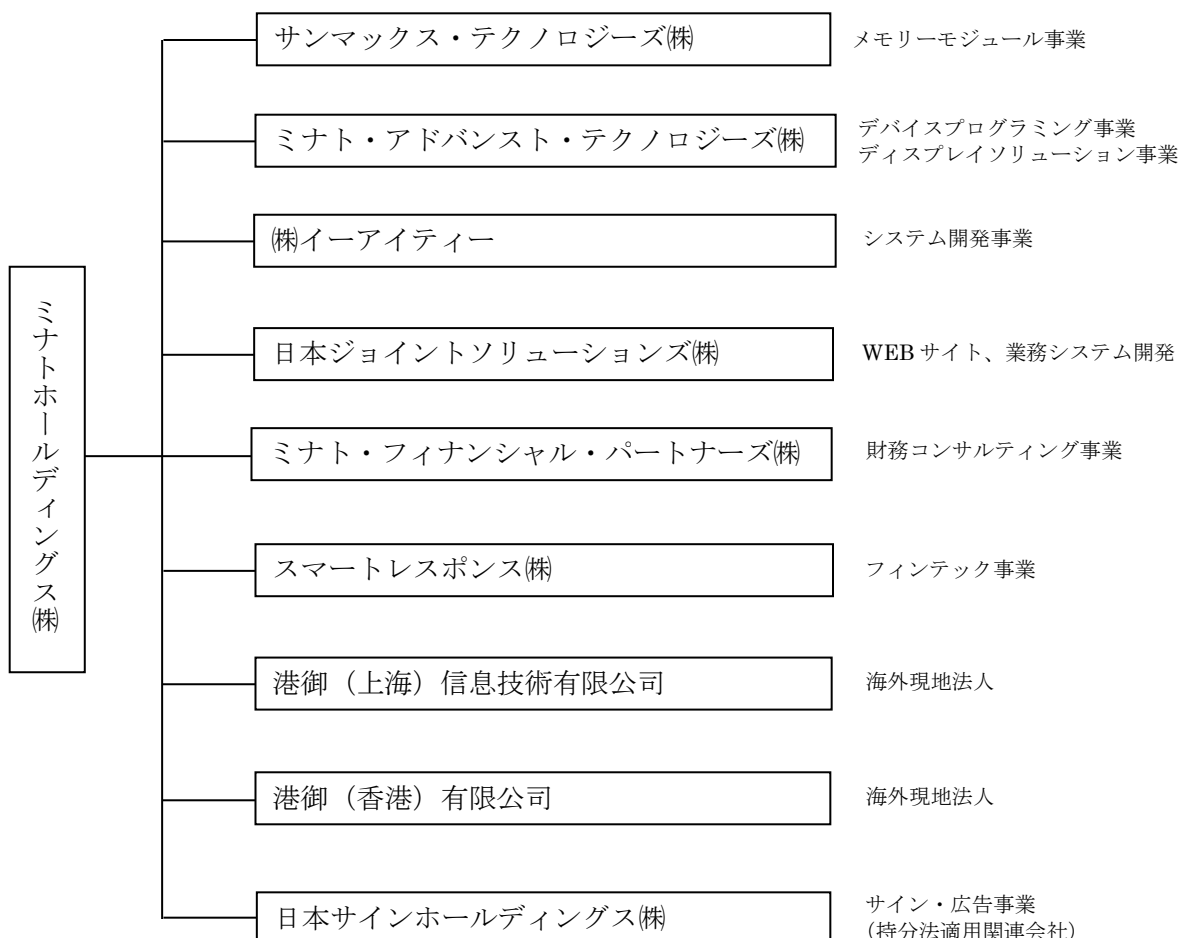 サンマックス・テクノロジーズ㈱
メモリーモジュール事業
ミナト・アドバンスト・テクノロジーズ㈱
デバイスプログラミング事業
ディスプレイソリューション事業
㈱イーアイティー
システム開発事業
ミナトホールディングス㈱
日本ジョイントソリューションズ㈱
WEB サイト、業務システム開発
ミナト・フィナンシャル・パートナーズ㈱
財務コンサルティング事業
スマートレスポンス㈱
フィンテック事業
港御（上海）信息技術有限公司
海外現地法人
港御（香港）有限公司
海外現地法人
日本サインホールディングス㈱
サイン・広告事業
（持分法適用関連会社）